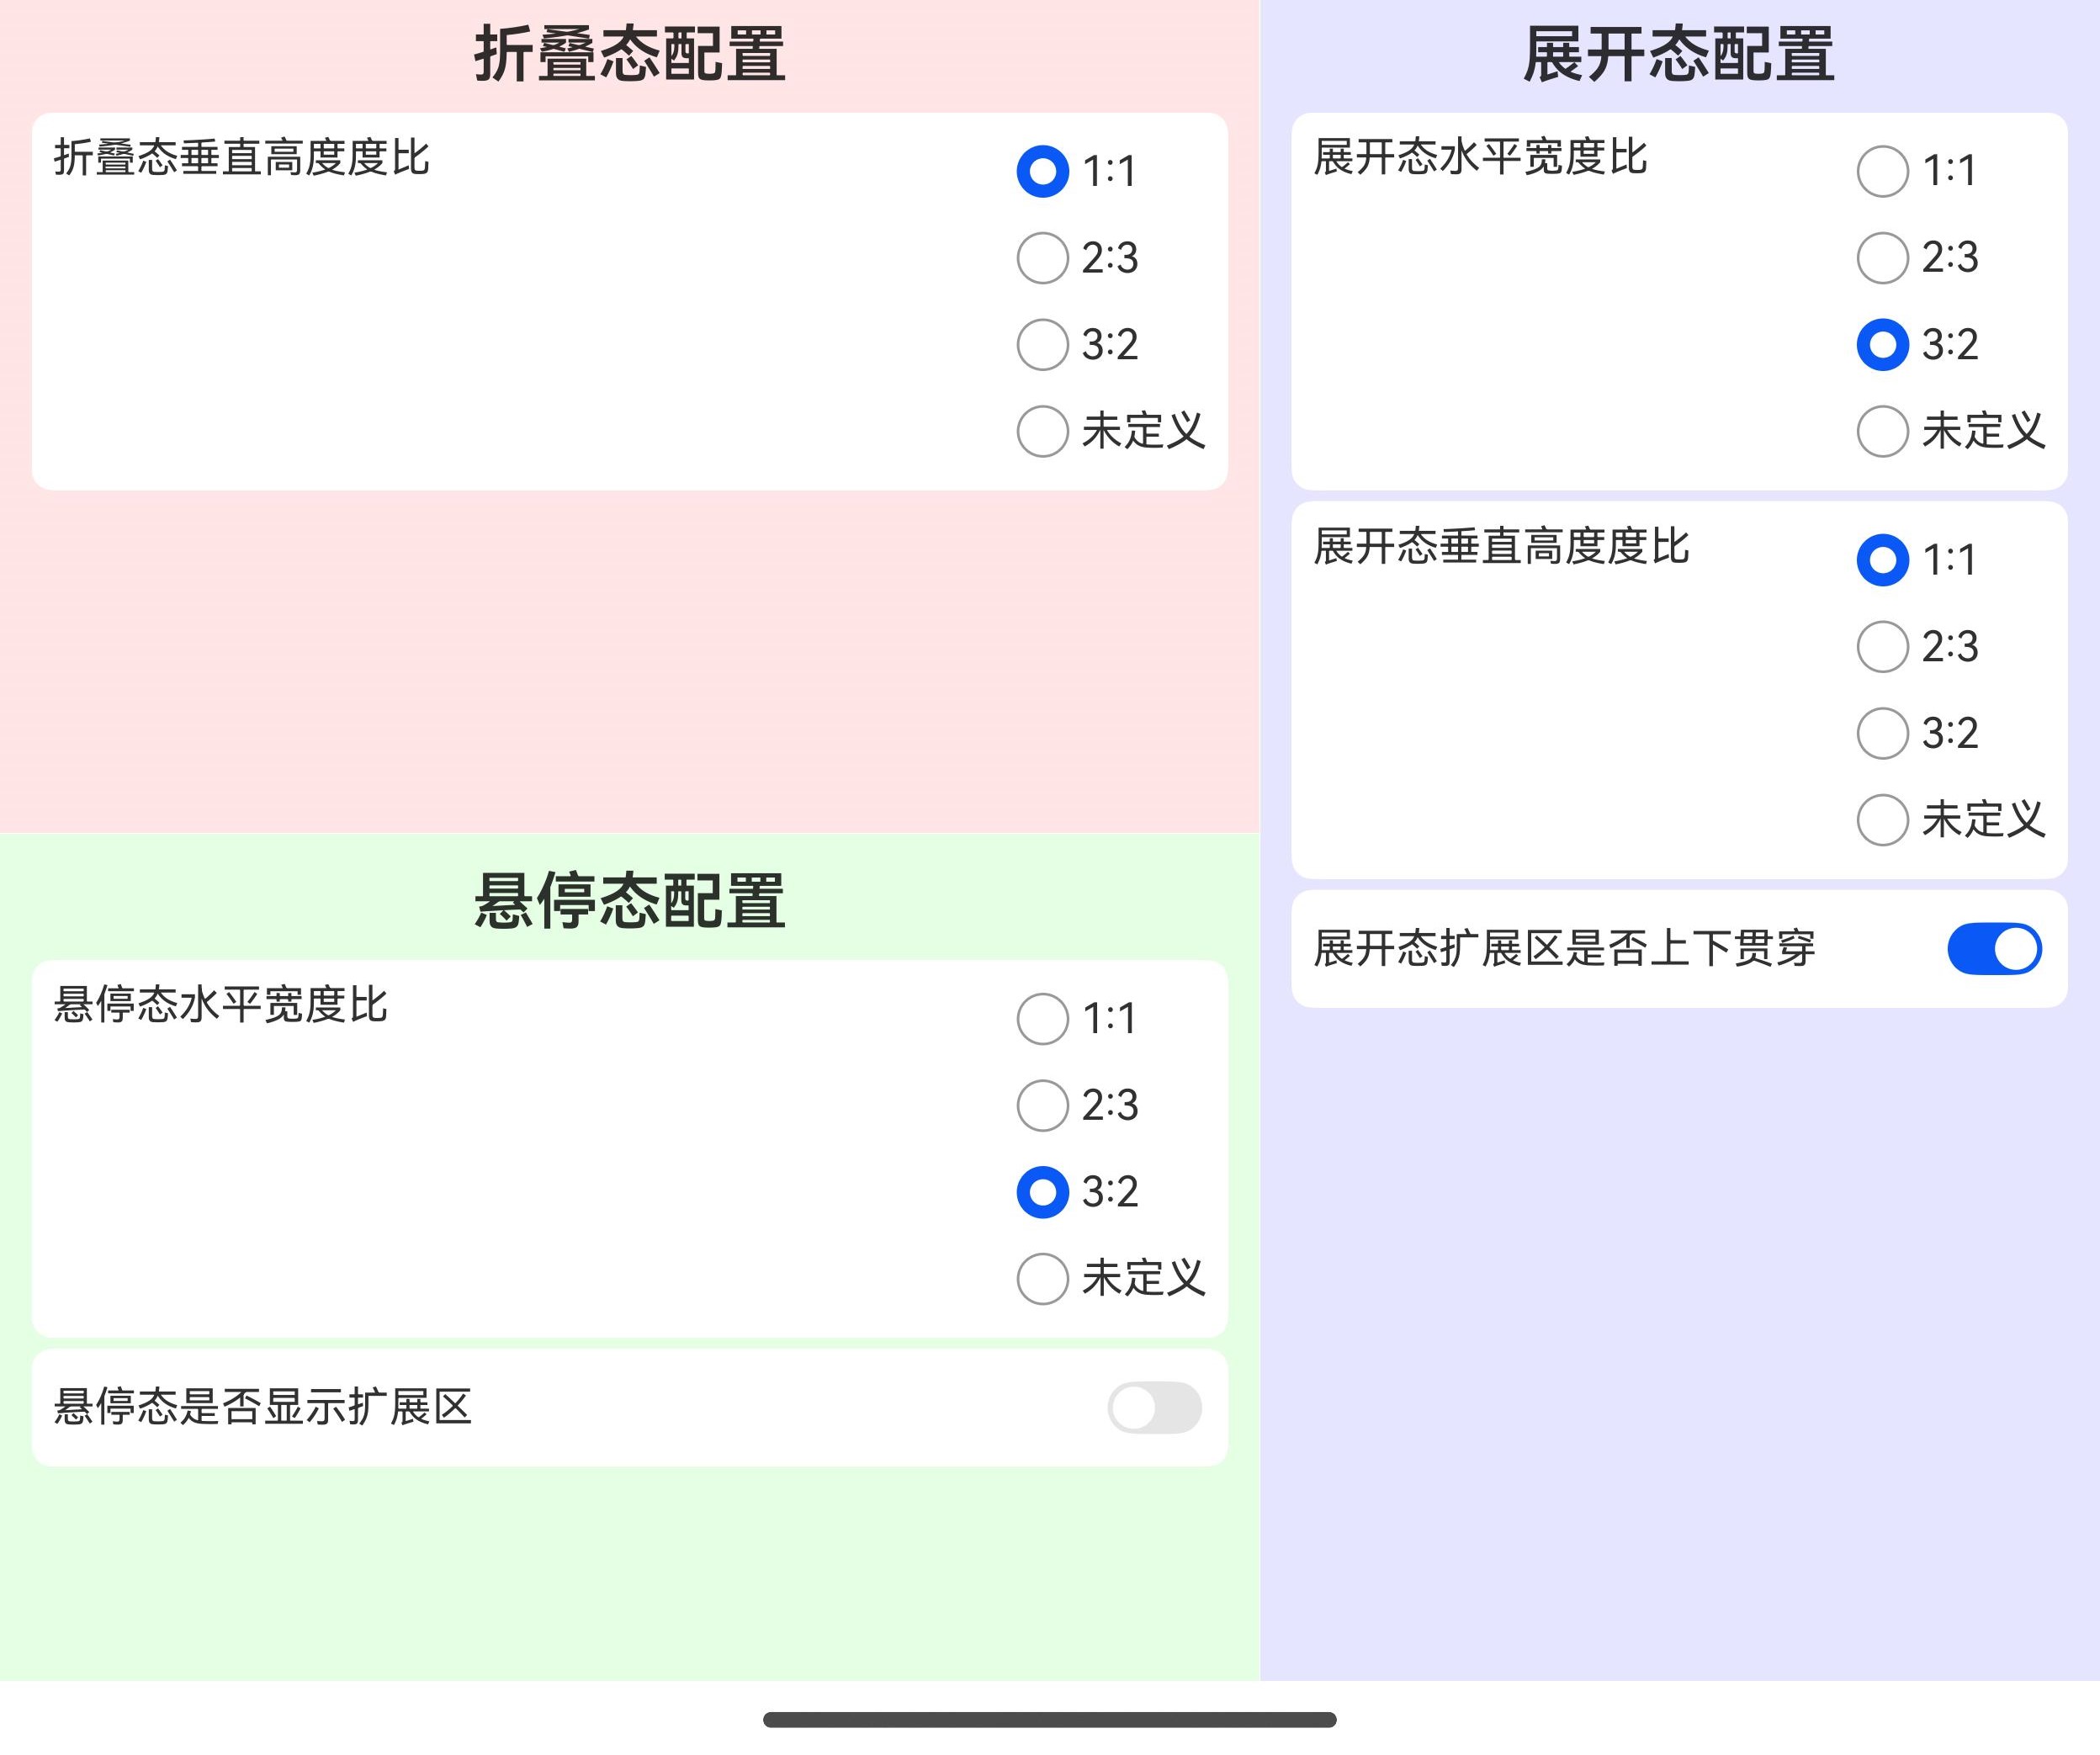 折叠态配置
折叠态垂直高度度比
1:1
2:3
3:2
未定义
悬停态配置
悬停态水平宽度比
1:1
2:3
3:2
未定义
悬停态是否显示扩展区
展开态配置
展开态水平宽度比
1:1
2:3
3:2
未定义
展开态垂直高度度比
1:1
2:3
3:2
未定义
展开态扩展区是否上下贯穿